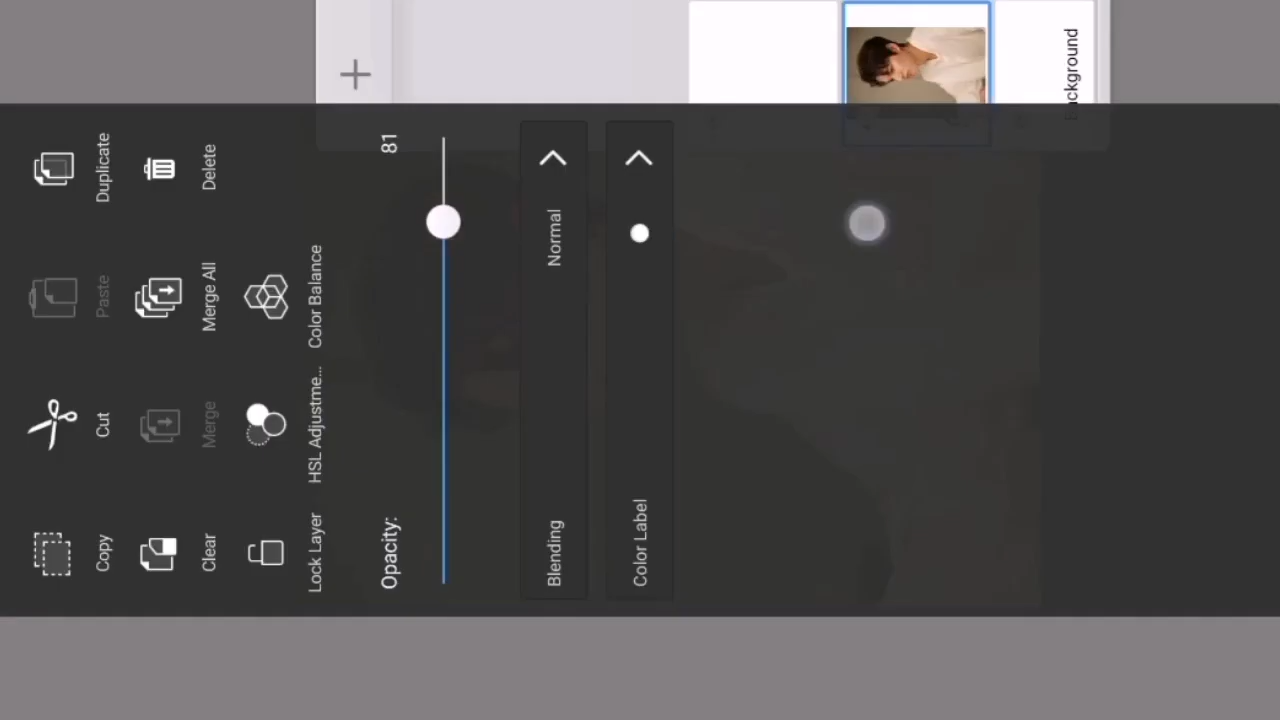 Copy
Cut
Paste
Duplicate
Clear
Merge
Merge All
Delete
Lock Layer
HSL Adjustme...
Color Balance
Opacity:
81
Blending
Normal
Color Label